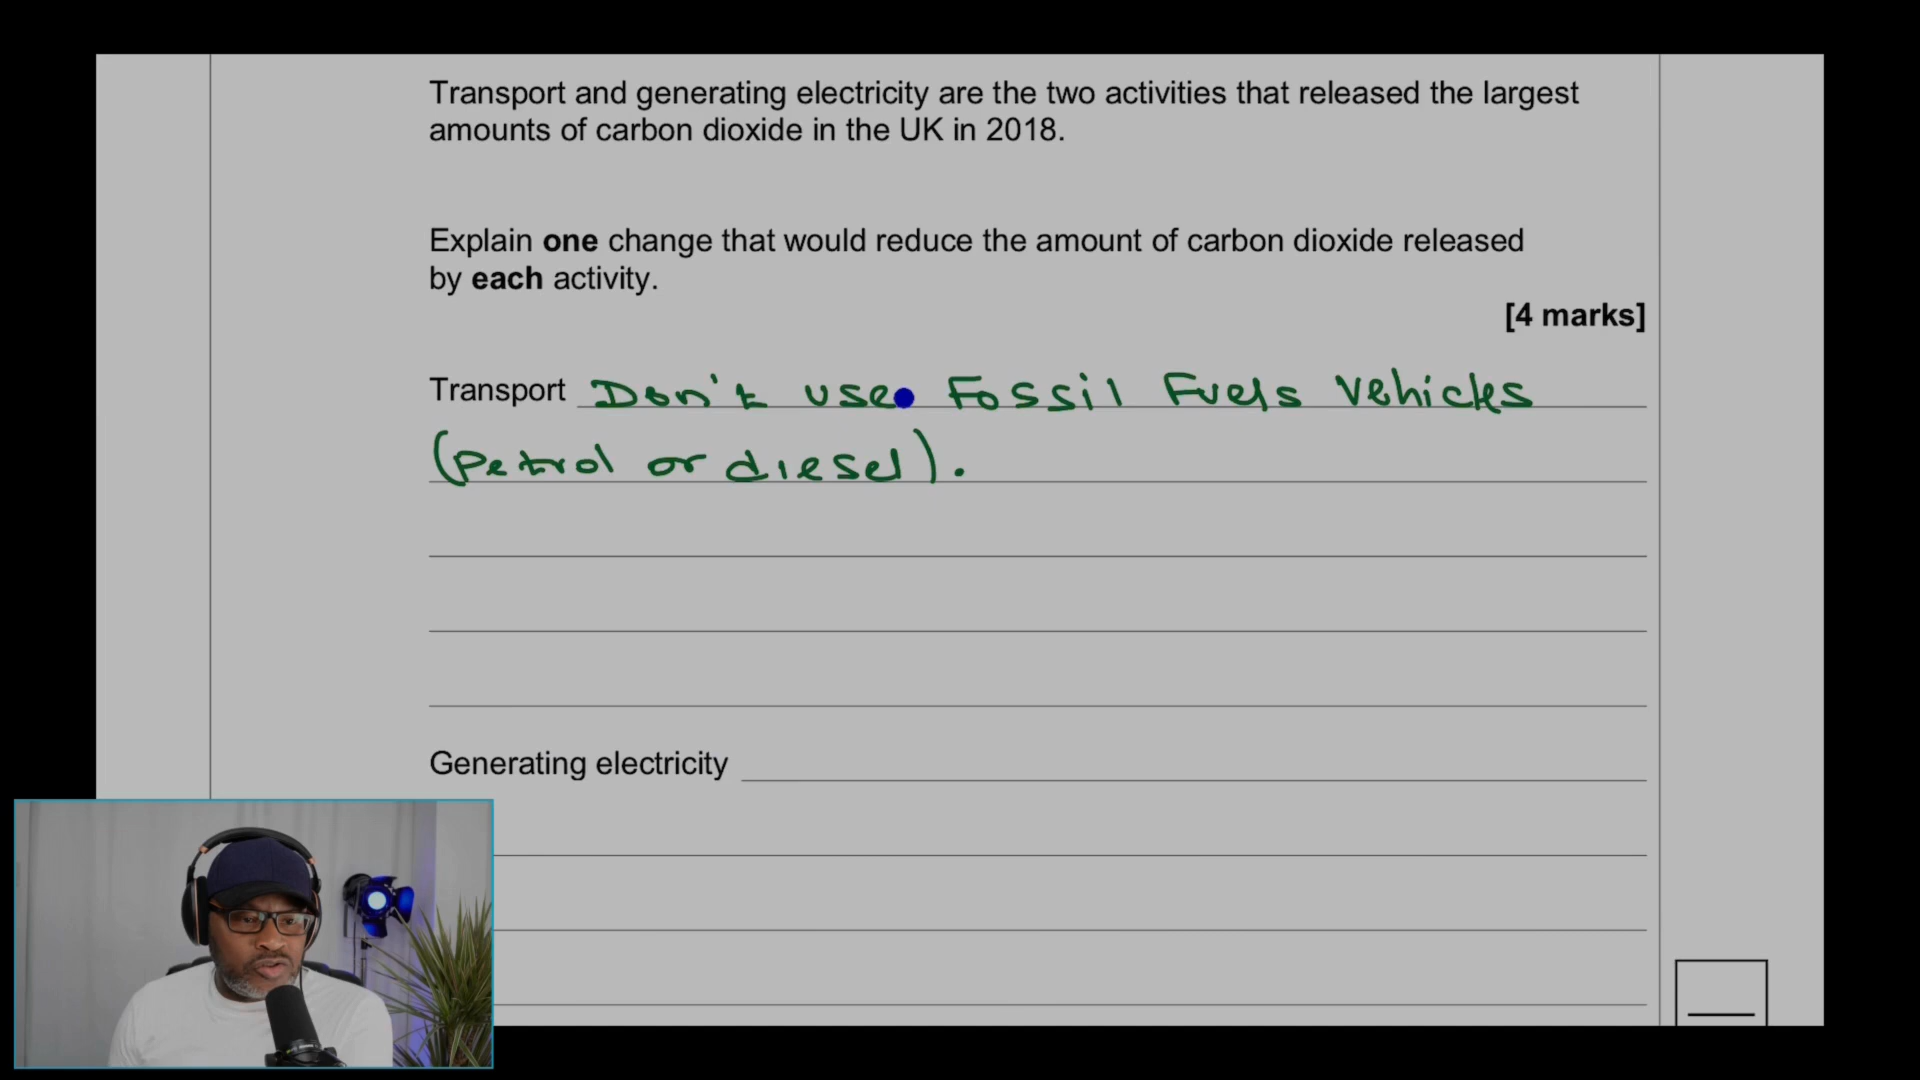 Transport and generating electricity are the two activities that released the largest
amounts of carbon dioxide in the UK in 2018.
Explain one change that would reduce the amount of carbon dioxide released
by each activity.
[4 marks]
Transport Don't use Fossil Fuels Vehicles
(Petrol or diesel).
Generating electricity